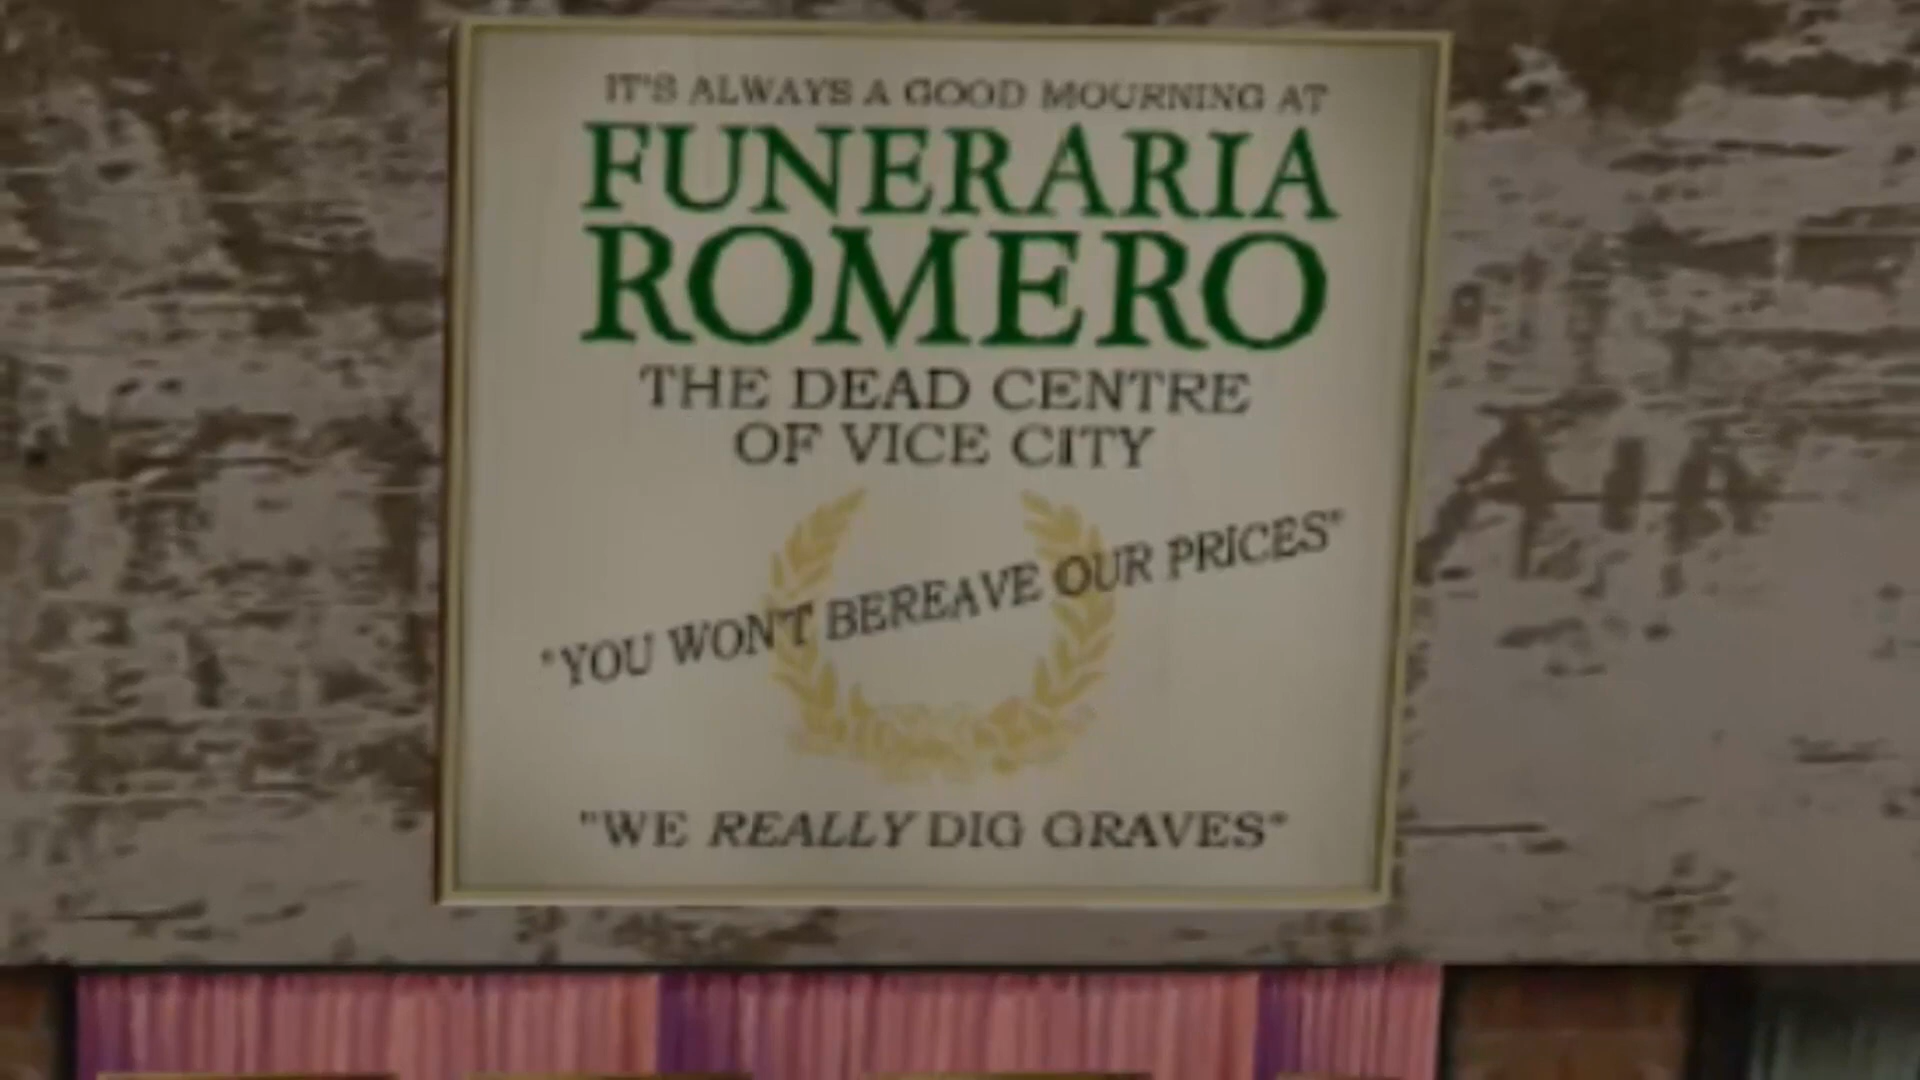 IT'S ALWAYS A GOOD MOURNING AT
FUNERARIA
ROMERO
THE DEAD CENTRE
OF VICE CITY
"YOU WON'T BEREAVE OUR PRICES"
"WE REALLY DIG GRAVES"